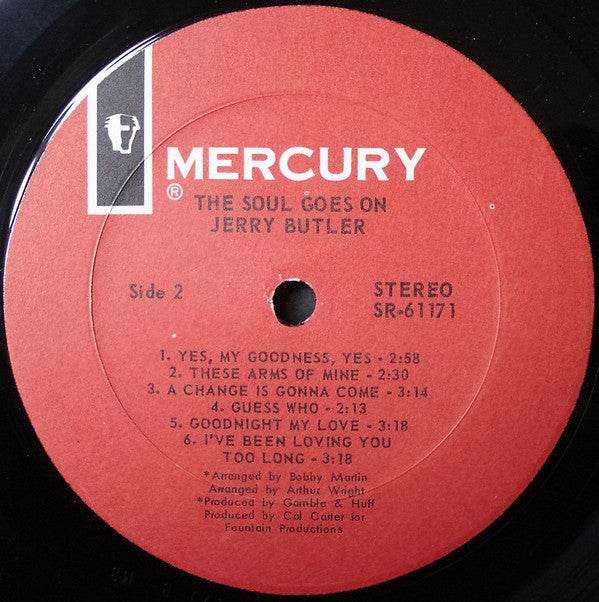 MERCURY
®
THE SOUL GOES ON
JERRY BUTLER
Side 2
STEREO
SR-61171
1. YES, MY GOODNESS, YES - 2:58
2. THESE ARMS OF MINE - 2:30
3. A CHANGE IS GONNA COME - 3:14
4. GUESS WHO - 2:13
5. GOODNIGHT MY LOVE - 3:18
6. I'VE BEEN LOVING YOU
TOO LONG - 3:18
*Arranged by Bobby Martin
Arranged by Arthur Wright
*Produced by Gamble & Huff
Produced by Cal Carter for
Fountain Productions